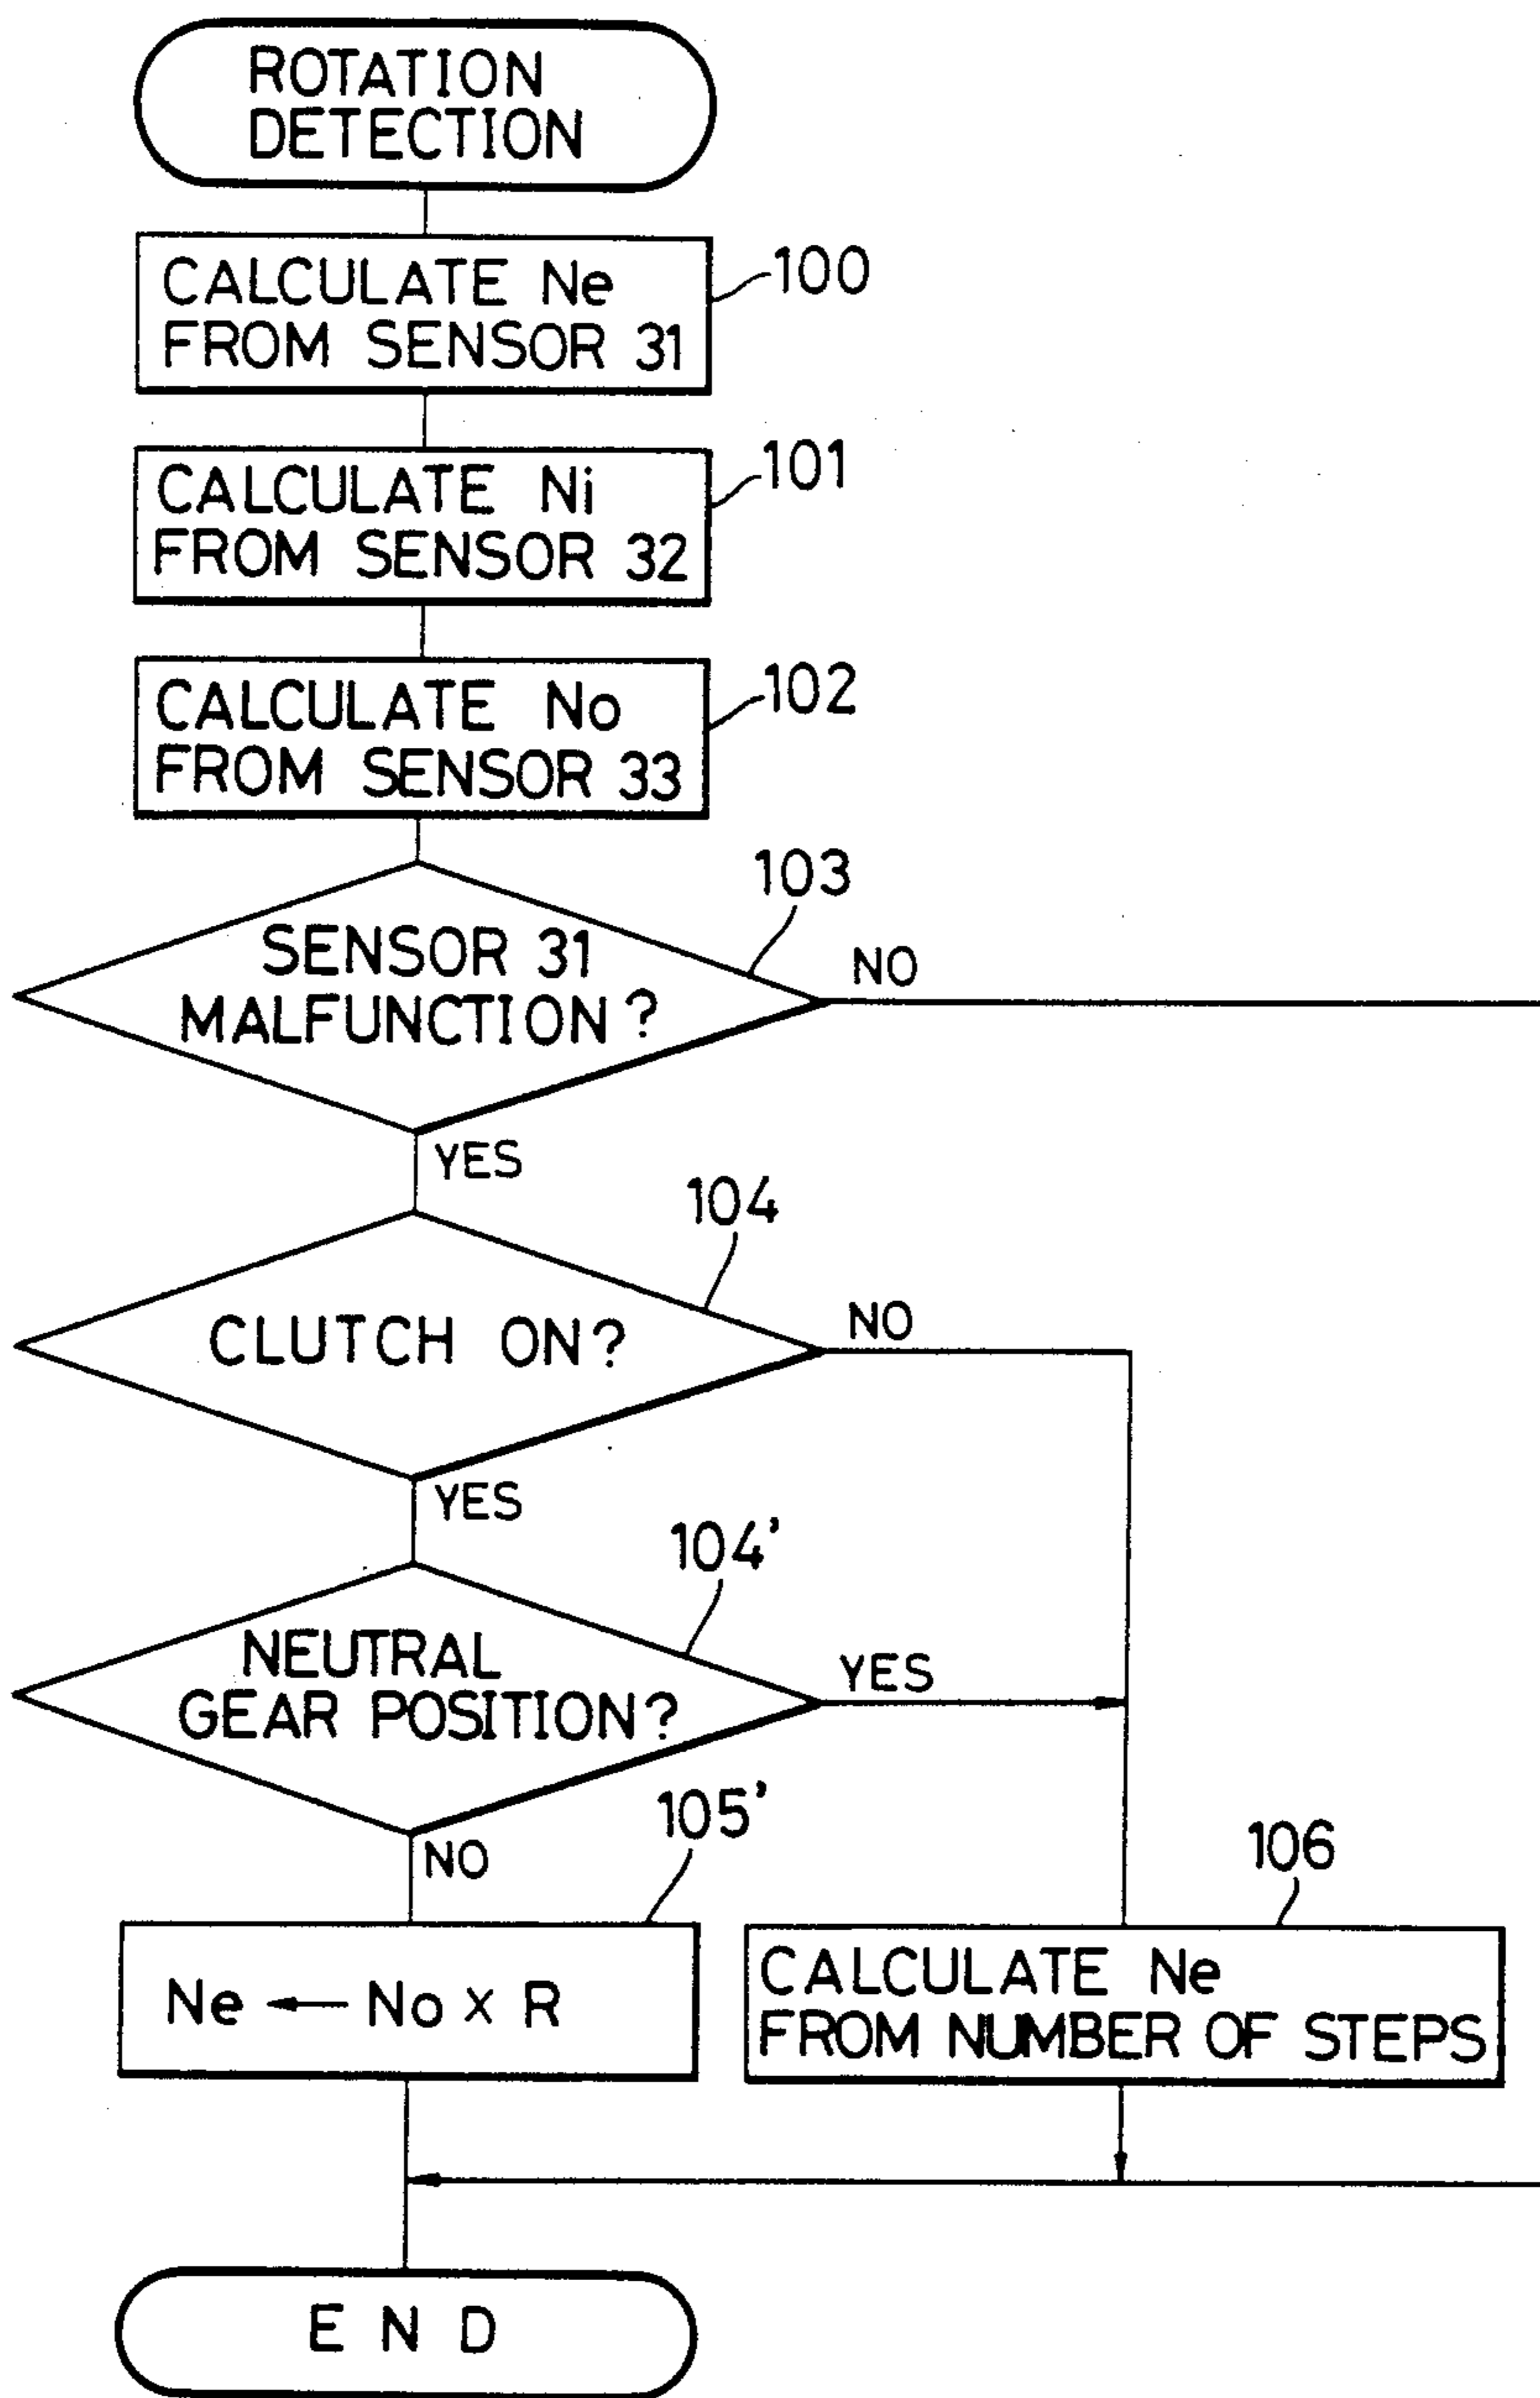 ROTATION
DETECTION
CALCULATE Ne
FROM SENSOR 31
100
CALCULATE Ni
FROM SENSOR 32
101
CALCULATE No
FROM SENSOR 33
102
103
SENSOR 31
MALFUNCTION ?
NO
YES
104
CLUTCH ON?
NO
YES
104'
NEUTRAL
GEAR POSITION?
YES
NO
105'
Ne ← No × R
106
CALCULATE Ne
FROM NUMBER OF STEPS
END